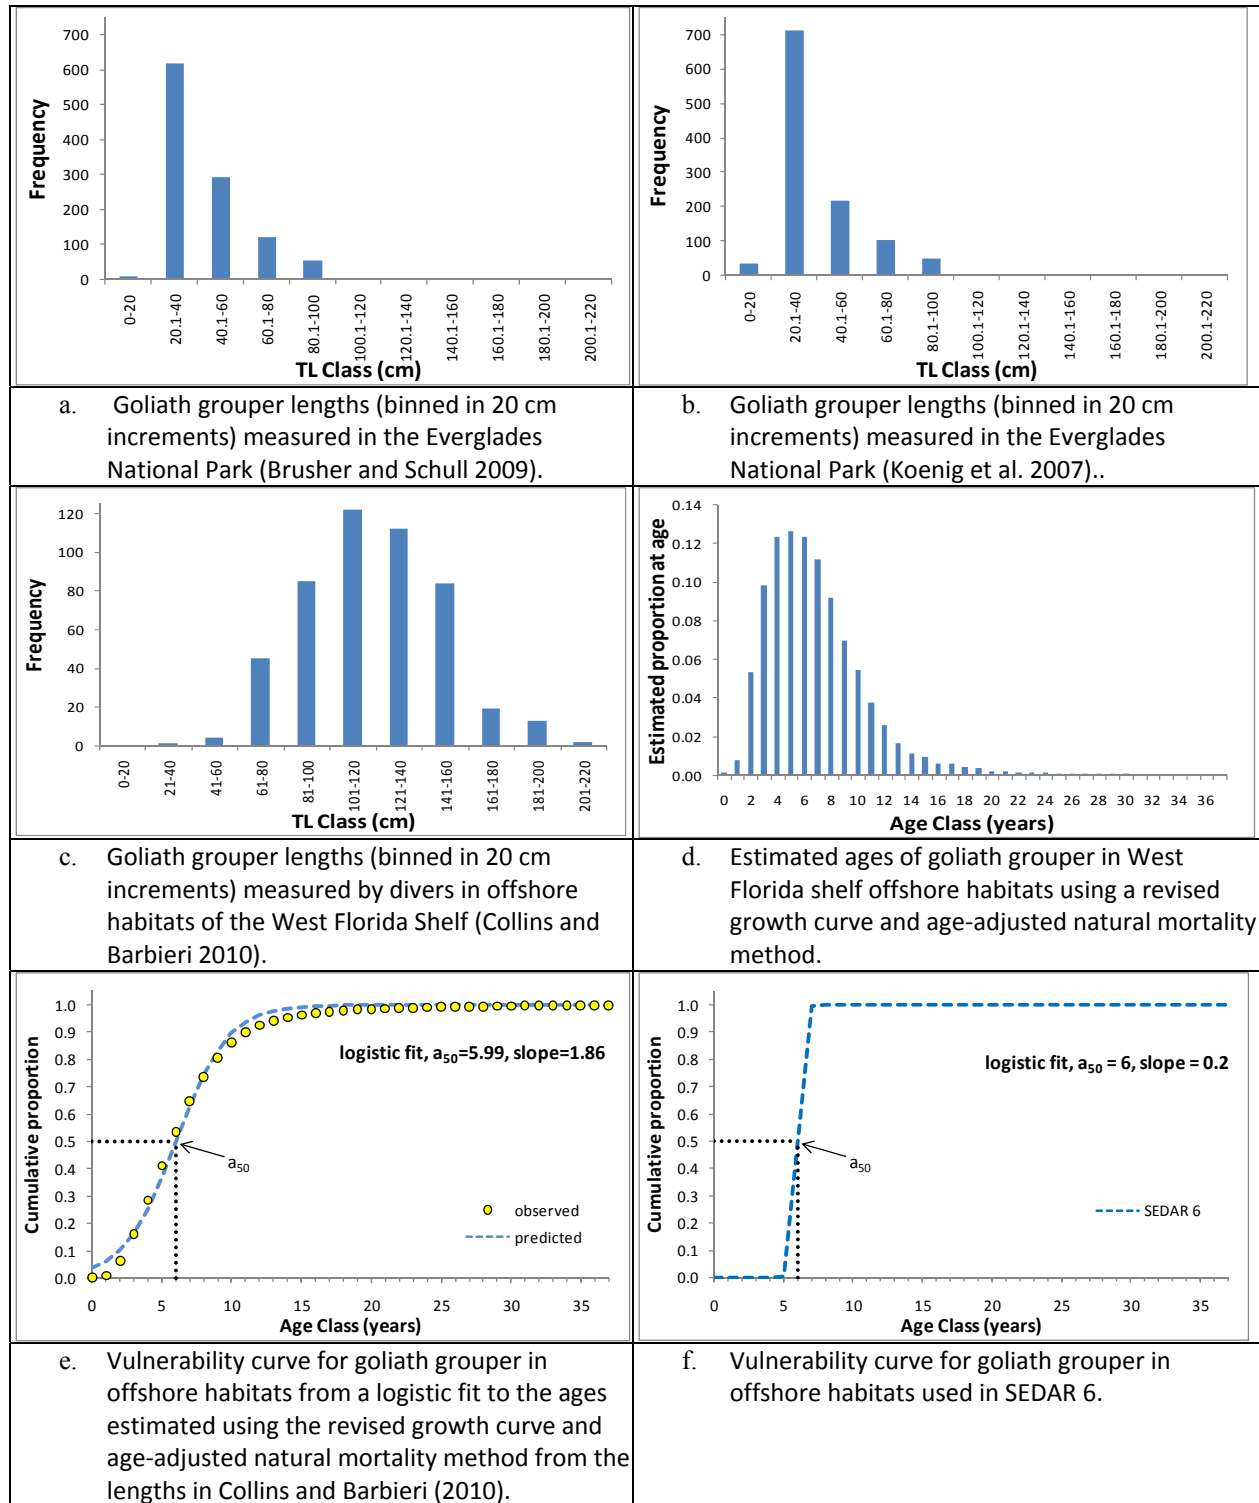 700
600
500
400
300
200
100
0
Frequency
0-20
20.1-40
40.1-60
60.1-80
80.1-100
100.1-120
120.1-140
140.1-160
160.1-180
180.1-200
200.1-220
TL Class (cm)
a. Goliath grouper lengths (binned in 20 cm
increments) measured in the Everglades
National Park (Brusher and Schull 2009).
700
600
500
400
300
200
100
0
Frequency
0-20
20.1-40
40.1-60
60.1-80
80.1-100
100.1-120
120.1-140
140.1-160
160.1-180
180.1-200
200.1-220
TL Class (cm)
b. Goliath grouper lengths (binned in 20 cm
increments) measured in the Everglades
National Park (Koenig et al. 2007)..
120
100
80
60
40
20
0
Frequency
0-20
21-40
41-60
61-80
81-100
101-120
121-140
141-160
161-180
181-200
201-220
TL Class (cm)
c. Goliath grouper lengths (binned in 20 cm
increments) measured by divers in offshore
habitats of the West Florida Shelf (Collins and
Barbieri 2010).
0.14
0.12
0.10
0.08
0.06
0.04
0.02
0.00
Estimated proportion at age
0 2 4 6 8 10 12 14 16 18 20 22 24 26 28 30 32 34 36
Age Class (years)
d. Estimated ages of goliath grouper in West
Florida shelf offshore habitats using a revised
growth curve and age-adjusted natural mortality
method.
1.0
0.9
0.8
0.7
0.6
0.5
0.4
0.3
0.2
0.1
0.0
Cumulative proportion
logistic fit, a50=5.99, slope=1.86
a50
observed
predicted
0 5 10 15 20 25 30 35
Age Class (years)
e. Vulnerability curve for goliath grouper in
offshore habitats from a logistic fit to the ages
estimated using the revised growth curve and
age-adjusted natural mortality method from the
lengths in Collins and Barbieri (2010).
1.0
0.9
0.8
0.7
0.6
0.5
0.4
0.3
0.2
0.1
0.0
Cumulative proportion
logistic fit, a50 = 6, slope = 0.2
a50
SEDAR 6
0 5 10 15 20 25 30 35
Age Class (years)
f. Vulnerability curve for goliath grouper in
offshore habitats used in SEDAR 6.